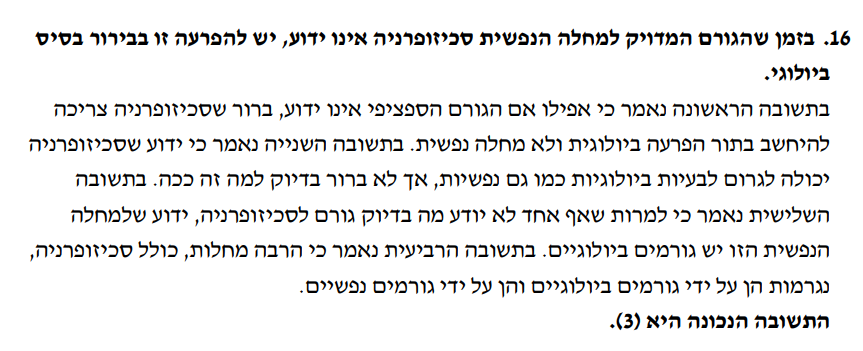 16. בזמן שהגורם המדויק למחלה הנפשית סכיזופרניה אינו ידוע, יש להפרעה זו בבירור בסיס
ביולוגי.
בתשובה הראשונה נאמר כי אפילו אם הגורם הספציפי אינו ידוע, ברור שסכיזופרניה צריכה
להיחשב בתור הפרעה ביולוגית ולא מחלה נפשית. בתשובה השנייה נאמר כי ידוע שסכיזופרניה
יכולה לגרום לבעיות ביולוגיות כמו גם נפשיות, אך לא ברור בדיוק למה זה ככה. בתשובה
השלישית נאמר כי למרות שאף אחד לא יודע מה בדיוק גורם לסכיזופרניה, ידוע שלמחלה
הנפשית הזו יש גורמים ביולוגיים. בתשובה הרביעית נאמר כי הרבה מחלות, כולל סכיזופרניה,
נגרמות הן על ידי גורמים ביולוגיים והן על ידי גורמים נפשיים.
התשובה הנכונה היא (3).